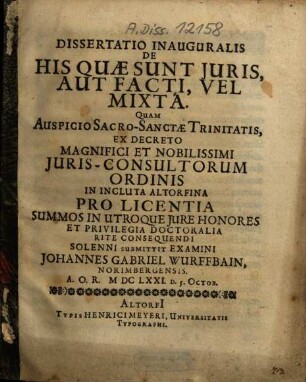 A.Diss. 12158
DISSERTATIO INAUGURALIS
DE
HIS QUÆ SUNT JURIS,
AUT FACTI, VEL
MIXTA.
QUAM
AUSPICIO SACRO-SANCTÆ TRINITATIS,
EX DECRETO
MAGNIFICI ET NOBILISSIMI
JURIS-CONSULTORUM
ORDINIS
IN INCLUTA ALTORFINA
PRO LICENTIA
SUMMOS IN UTROQUE JURE HONORES
ET PRIVILEGIA DOCTORALIA
RITE CONSEQUENDI
SOLENNI SUBMITTIT EXAMINI
JOHANNES GABRIEL WURFFBAIN,
NORIMBERGENSIS.
A. O. R. M DC LXXI. D. 5. OCTOB.
ALTORFI
TYPIS HENRICI MEYERI, UNIVERSITATIS
TYPOGRAPHI.